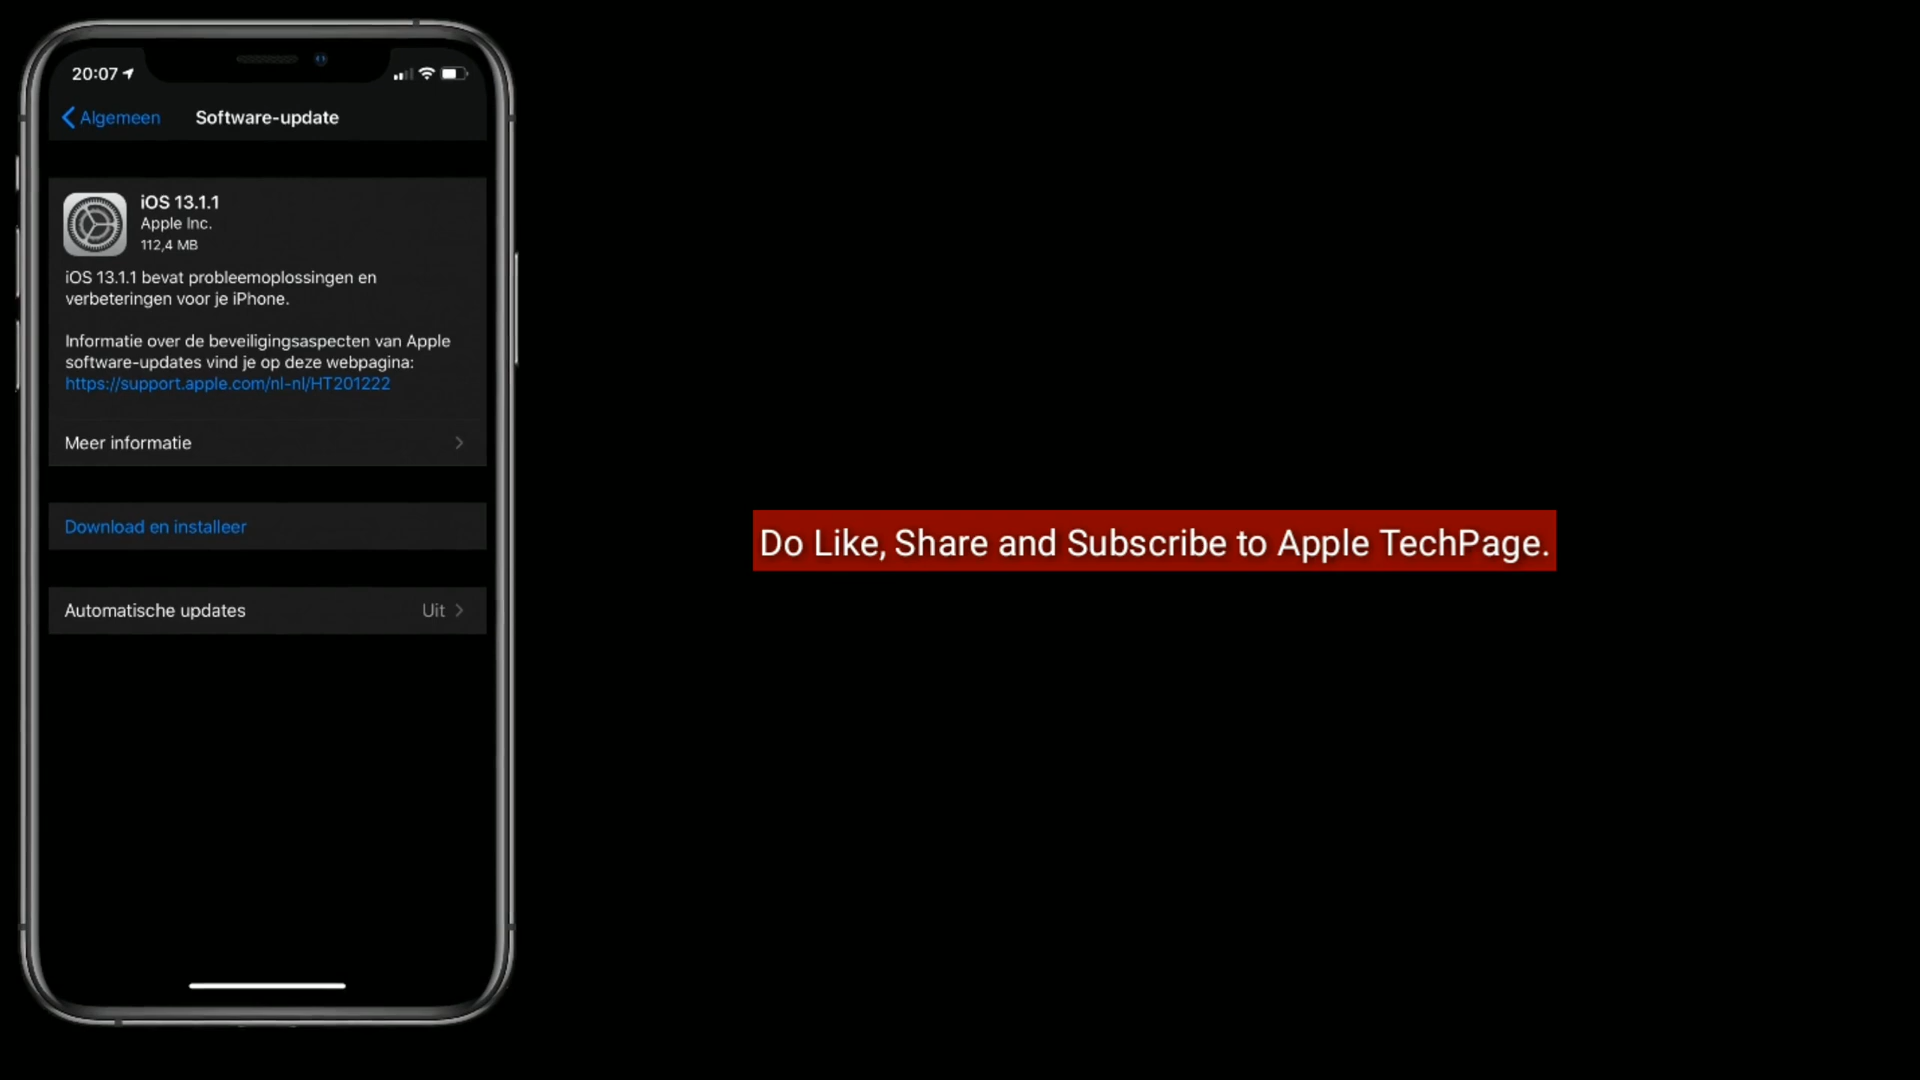 20:07
Algemeen
Software-update
iOS 13.1.1
Apple Inc.
112,4 MB
iOS 13.1.1 bevat probleemoplossingen en
verbeteringen voor je iPhone.
Informatie over de beveiligingsaspecten van Apple
software-updates vind je op deze webpagina:
https://support.apple.com/nl-nl/HT201222
Meer informatie
Download en installeer
Automatische updates Uit
Do Like, Share and Subscribe to Apple TechPage.